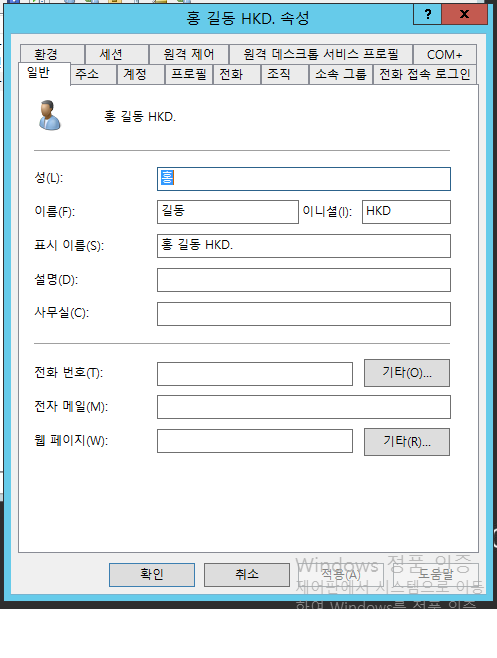 홍 길동 HKD. 속성
? x
환경 세션 원격 제어 원격 데스크톱 서비스 프로필 COM+
일반 주소 계정 프로필 전화 조직 소속 그룹 전화 접속 로그인
홍 길동 HKD.
성(L): 홍
이름(F): 길동 이니셜(I): HKD
표시 이름(S): 홍 길동 HKD.
설명(D):
사무실(C):
전화 번호(T): 기타(O)...
전자 메일(M):
웹 페이지(W): 기타(R)...
확인 취소 적용(A) 도움말
Windows 정품 인증
제어판에서 시스템으로 이동
하여 Windows를 정품 인증